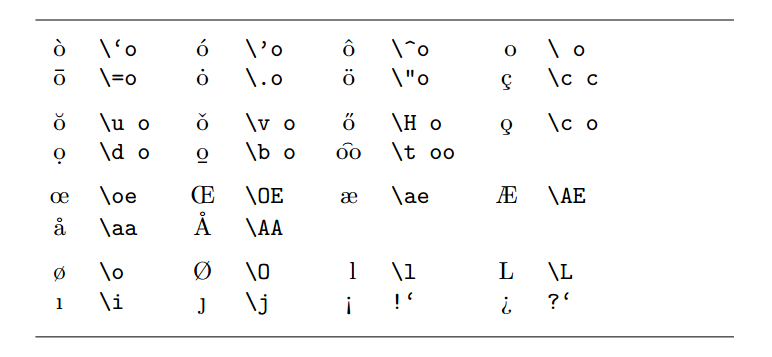 ò \‘o ó \’o ô \^o o \ o
ō \=o ȯ \.o ö \"o ç \c c
ŏ \u o ǒ \v o ő \H o o̧ \c o
ọ \d o o̱ \b o o͡o \t oo
œ \oe Œ \OE æ \ae Æ \AE
å \aa Å \AA
ø \o Ø \O l \l L \L
ı \i ȷ \j ¡ !‘ ¿ ?‘